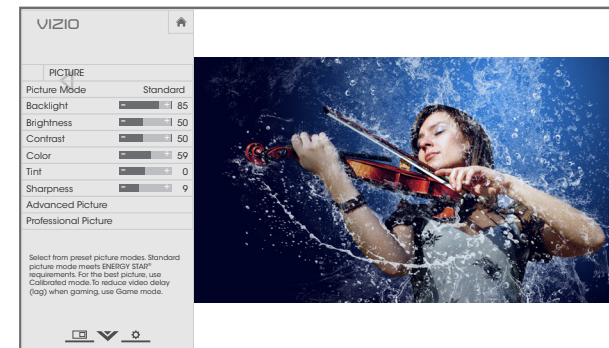 VIZIO
PICTURE
Picture Mode Standard
Backlight 85
Brightness 50
Contrast 50
Color 59
Tint 0
Sharpness 9
Advanced Picture
Professional Picture
Select from preset picture modes. Standard
picture mode meets ENERGY STAR®
requirements. For the best picture, use
Calibrated mode. To reduce video delay
(lag) when gaming, use Game mode.